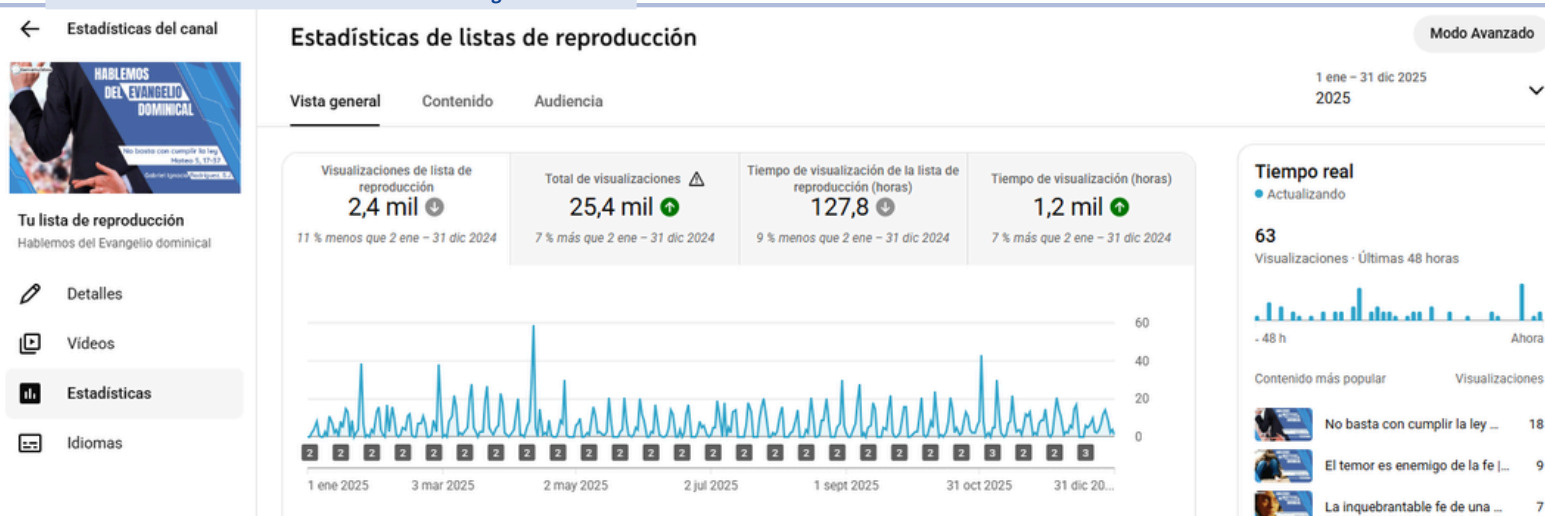 Estadísticas del canal
HABLEMOS
DEL EVANGELIO
DOMINICAL
No basta con cumplir la ley
Mateo 5, 17-37
Gabriel Ignacio Rodríguez, S.J.
Tu lista de reproducción
Hablemos del Evangelio dominical
Detalles
Vídeos
Estadísticas
Idiomas
Estadísticas de listas de reproducción
Modo Avanzado
Vista general
Contenido
Audiencia
1 ene – 31 dic 2025
2025
Visualizaciones de lista de
reproducción
2,4 mil
11 % menos que 2 ene – 31 dic 2024
Total de visualizaciones
25,4 mil
7 % más que 2 ene – 31 dic 2024
Tiempo de visualización de la lista de
reproducción (horas)
127,8
9 % menos que 2 ene – 31 dic 2024
Tiempo de visualización (horas)
1,2 mil
7 % más que 2 ene – 31 dic 2024
60
40
20
0
2 2 2 2 2 2 2 2 2 2 2 2 2 2 2 2 2 2 2 2 2 2 3 2 2 3
1 ene 2025 3 mar 2025 2 may 2025 2 jul 2025 1 sept 2025 31 oct 2025 31 dic 20...
Tiempo real
Actualizando
63
Visualizaciones · Últimas 48 horas
- 48 h Ahora
Contenido más popular Visualizaciones
No basta con cumplir la ley ... 18
El temor es enemigo de la fe |... 9
La inquebrantable fe de una ... 7